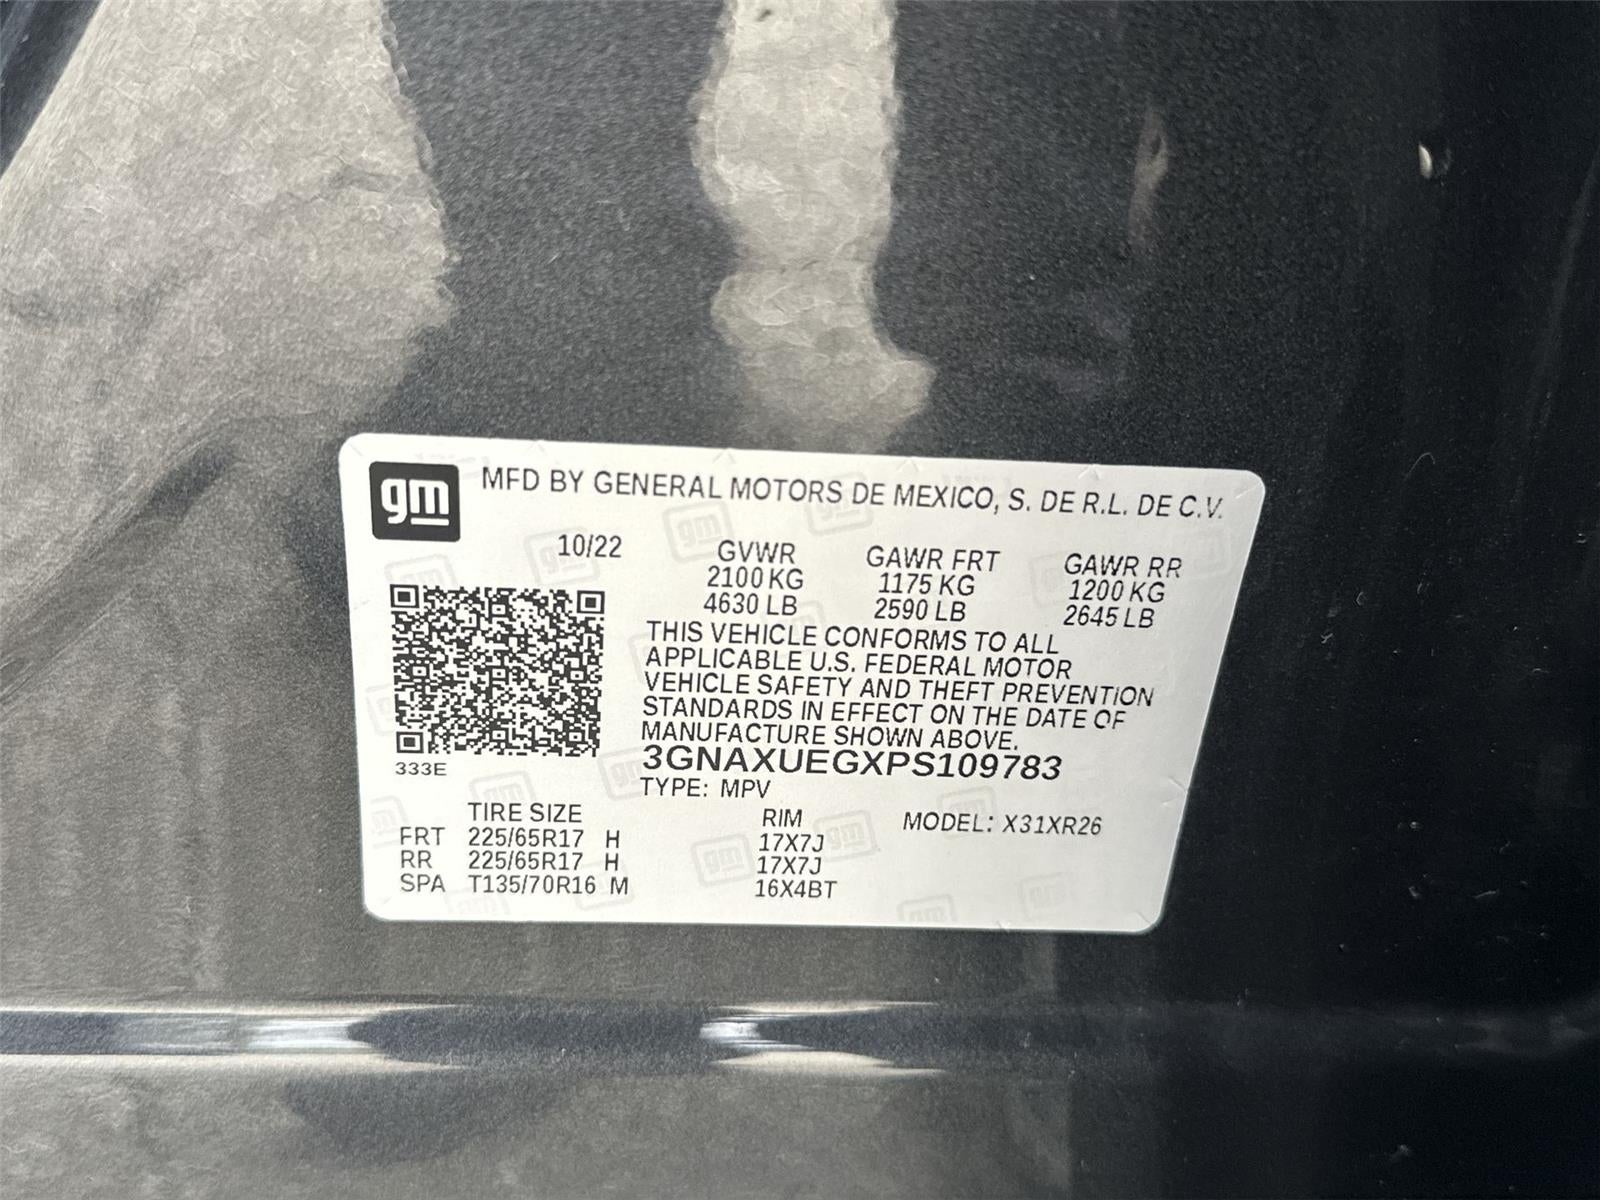 gm
MFD BY GENERAL MOTORS DE MEXICO, S. DE R.L. DE C.V.
10/22
GVWR GAWR FRT GAWR RR
2100 KG 1175 KG 1200 KG
4630 LB 2590 LB 2645 LB
THIS VEHICLE CONFORMS TO ALL
APPLICABLE U.S. FEDERAL MOTOR
VEHICLE SAFETY AND THEFT PREVENTION
STANDARDS IN EFFECT ON THE DATE OF
MANUFACTURE SHOWN ABOVE.
3GNAXUEGXPS109783
333E
TYPE: MPV
TIRE SIZE RIM MODEL: X31XR26
FRT 225/65R17 H 17X7J
RR 225/65R17 H 17X7J
SPA T135/70R16 M 16X4BT